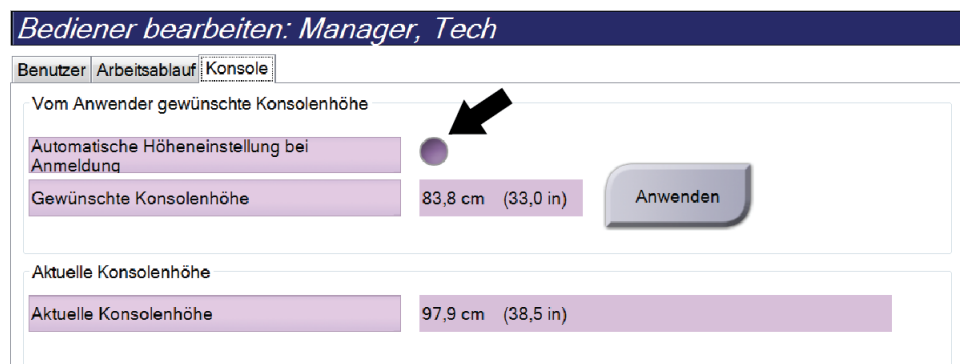 Bediener bearbeiten: Manager, Tech
Benutzer Arbeitsablauf Konsole
Vom Anwender gewünschte Konsolenhöhe
Automatische Höheneinstellung bei
Anmeldung
Gewünschte Konsolenhöhe 83,8 cm (33,0 in) Anwenden
Aktuelle Konsolenhöhe
Aktuelle Konsolenhöhe 97,9 cm (38,5 in)